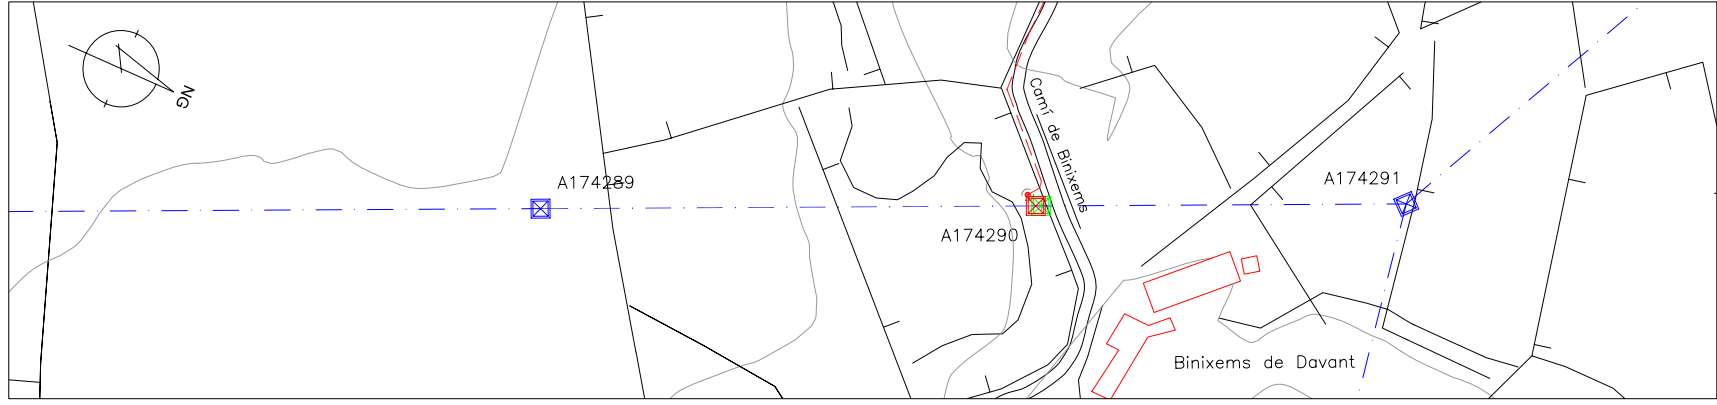 NG
A174289
Camí de Binixems
A174291
A174290
Binixems de Davant